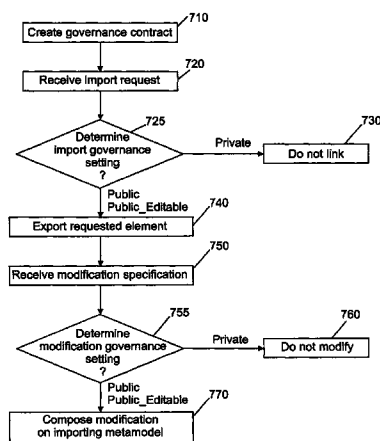 710
Create governance contract
720
Receive import request
725
Determine
import governance
setting
?
Private
730
Do not link
Public
Public_Editable
740
Export requested element
750
Receive modification specification
755
Determine
modification governance
setting
?
Private
760
Do not modify
Public
Public_Editable
770
Compose modification
on importing metamodel